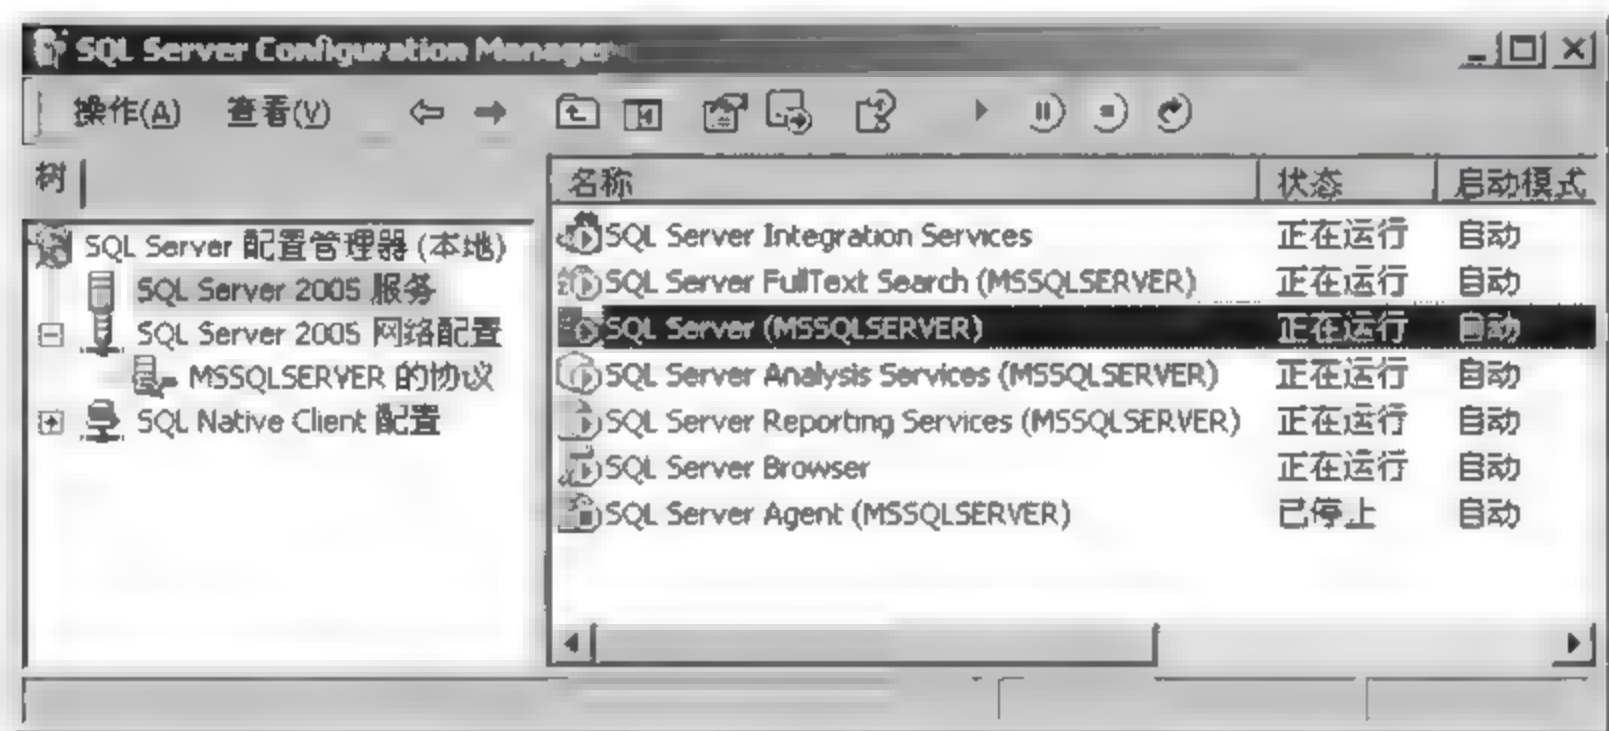 SQL Server Configuration Manager
操作(A) 查看(V)
树
SQL Server 配置管理器 (本地)
SQL Server 2005 服务
SQL Server 2005 网络配置
MSSQLSERVER 的协议
SQL Native Client 配置
名称 状态 启动模式
SQL Server Integration Services 正在运行 自动
SQL Server FullText Search (MSSQLSERVER) 正在运行 自动
SQL Server (MSSQLSERVER) 正在运行 自动
SQL Server Analysis Services (MSSQLSERVER) 正在运行 自动
SQL Server Reporting Services (MSSQLSERVER) 正在运行 自动
SQL Server Browser 正在运行 自动
SQL Server Agent (MSSQLSERVER) 已停止 自动